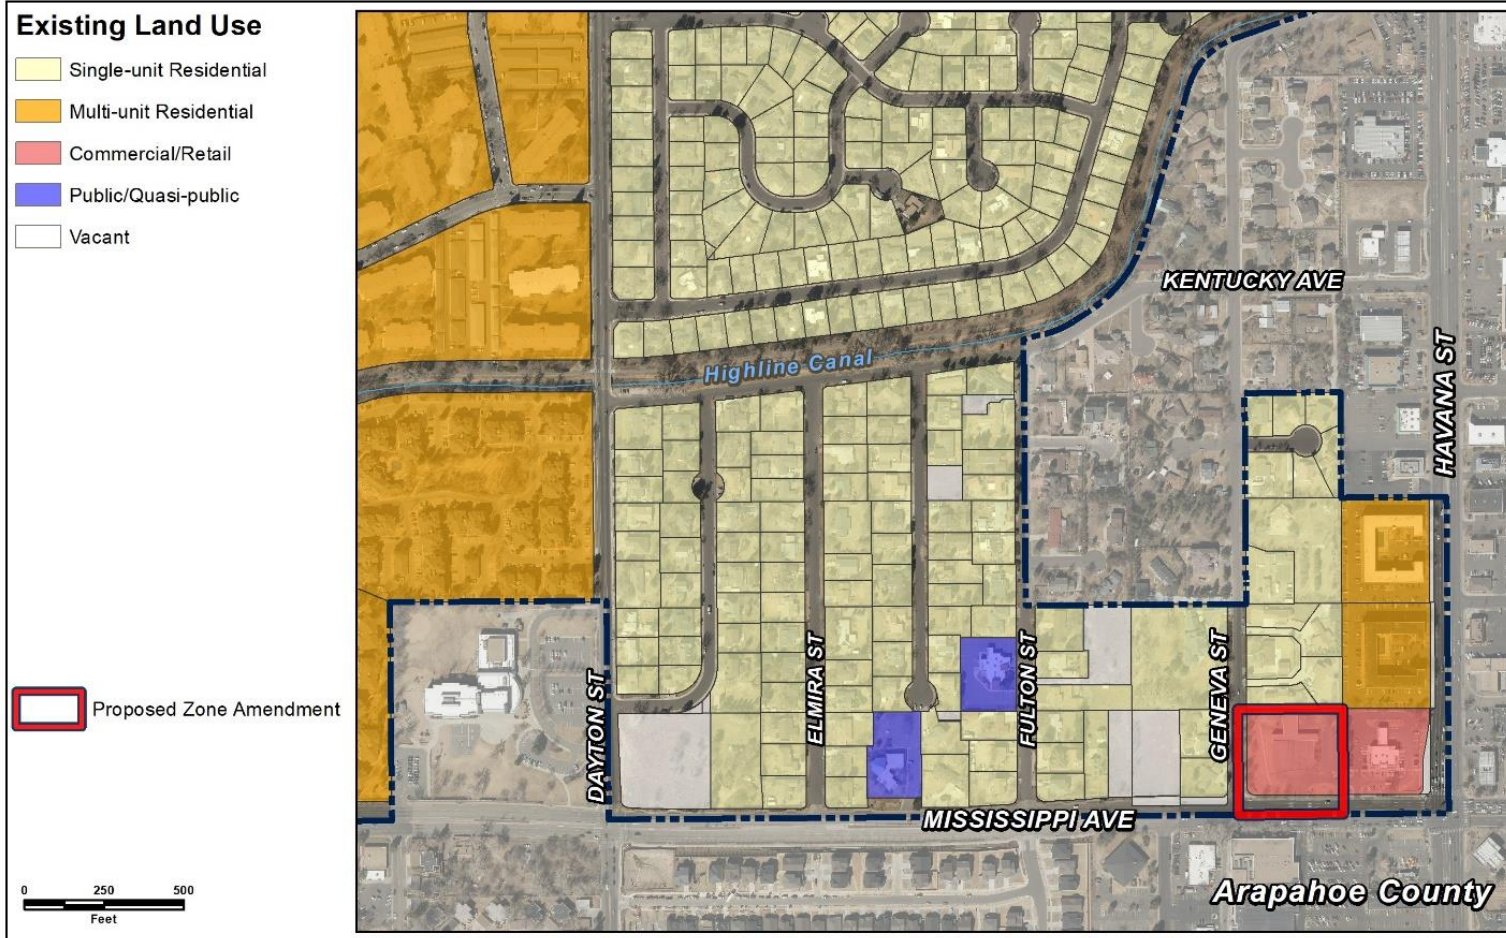 Existing Land Use
Single-unit Residential
Multi-unit Residential
Commercial/Retail
Public/Quasi-public
Vacant
Proposed Zone Amendment
0 250 500
Feet
KENTUCKY AVE
HAVANA ST
Highline Canal
DAYTON ST
ELMIRA ST
FULTON ST
GENEVA ST
MISSISSIPPI AVE
Arapahoe County